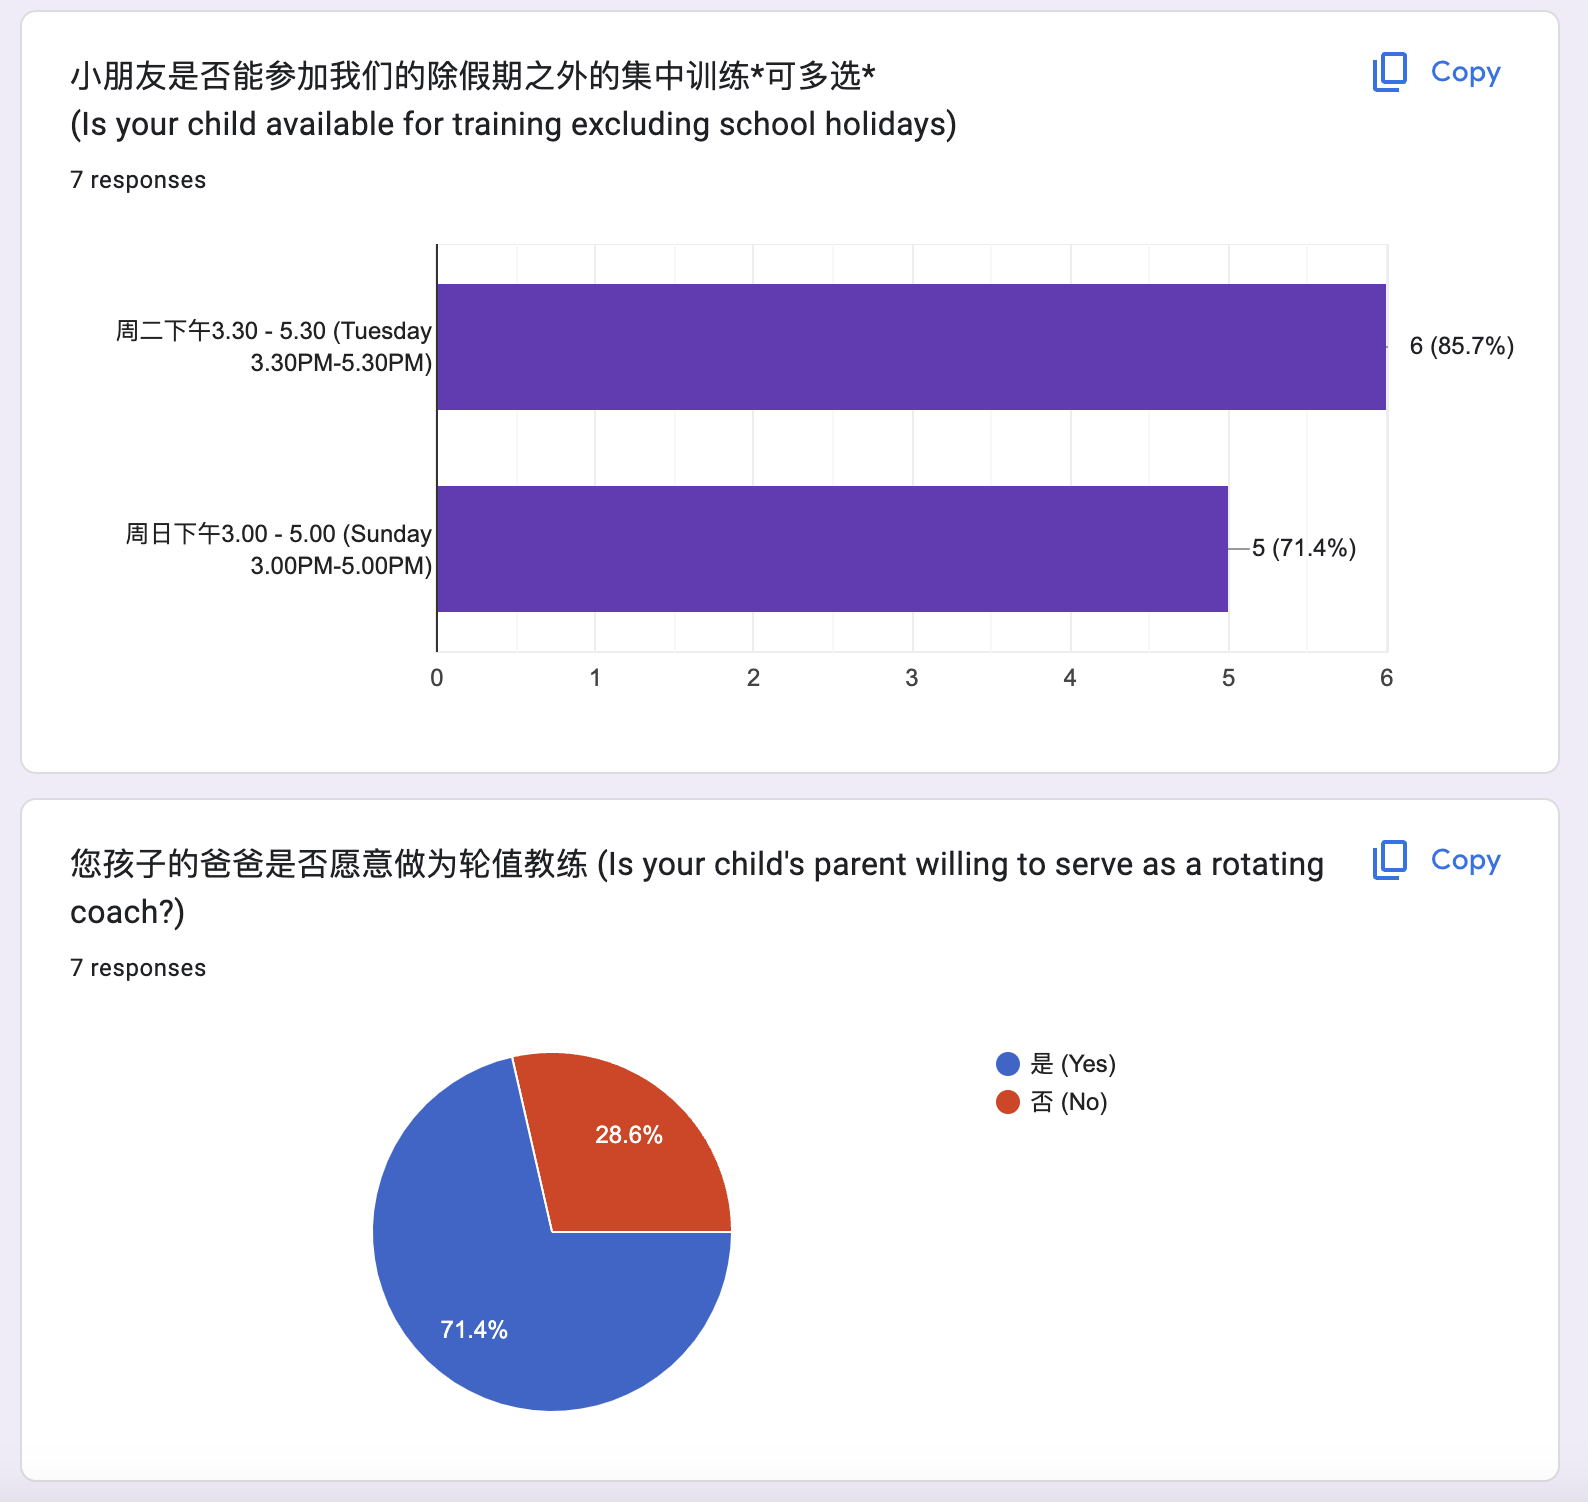 小朋友是否能参加我们的除假期之外的集中训练*可多选*
Copy
(Is your child available for training excluding school holidays)
7 responses
周二下午3.30 - 5.30 (Tuesday
3.30PM-5.30PM)
6 (85.7%)
周日下午3.00 - 5.00 (Sunday
3.00PM-5.00PM)
5 (71.4%)
0 1 2 3 4 5 6
您孩子的爸爸是否愿意做为轮值教练 (Is your child's parent willing to serve as a rotating
Copy
coach?)
7 responses
是 (Yes)
否 (No)
28.6%
71.4%